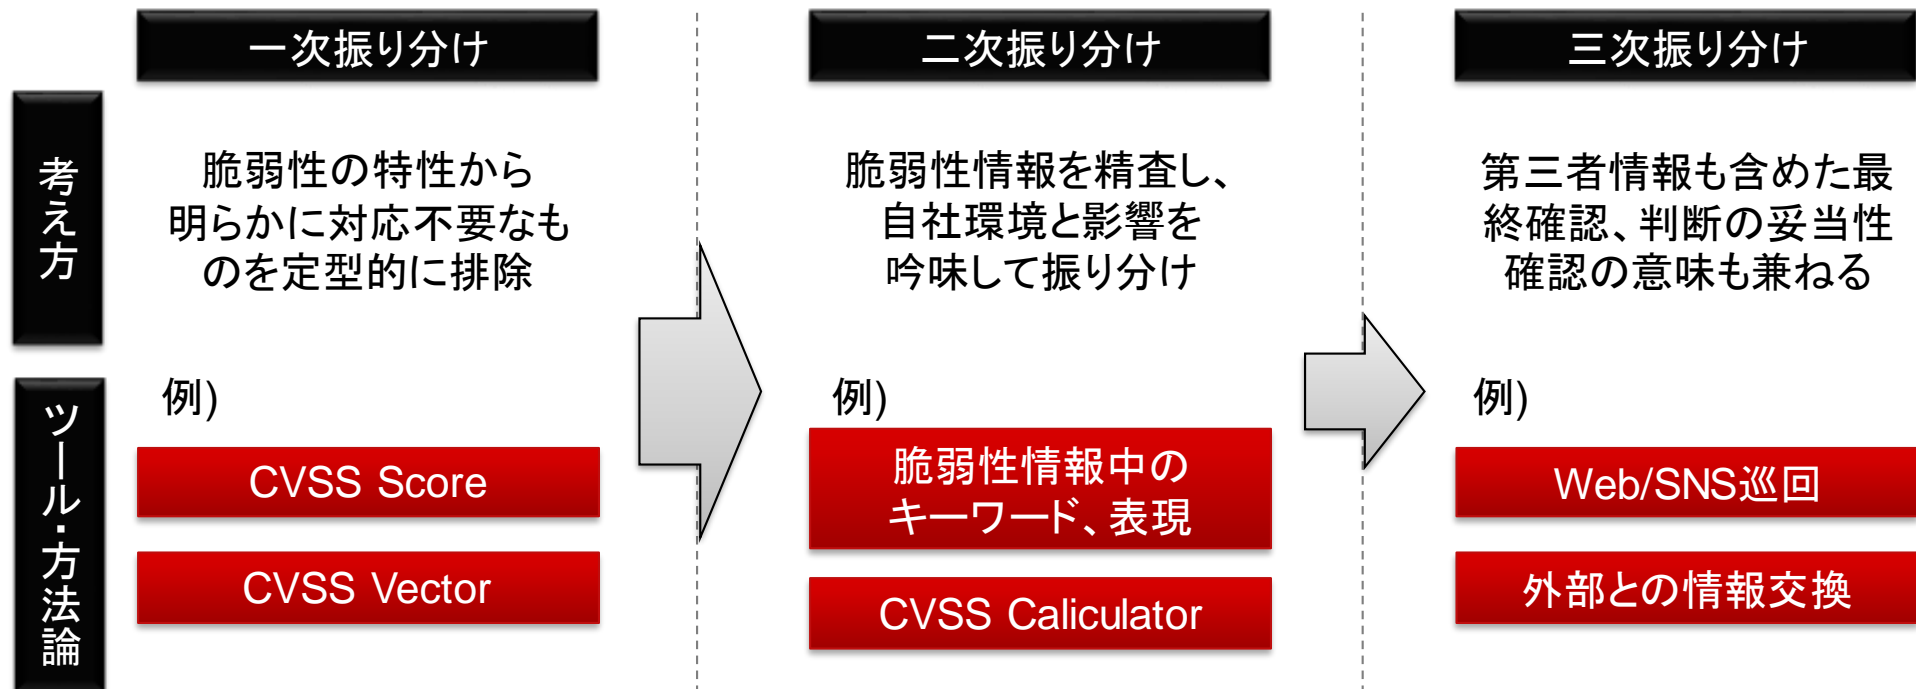 一次振り分け
二次振り分け
三次振り分け
考え方
脆弱性の特性から
明らかに対応不要なも
のを定型的に排除
脆弱性情報を精査し、
自社環境と影響を
吟味して振り分け
第三者情報も含めた最
終確認、判断の妥当性
確認の意味も兼ねる
ツール・方法論
例)
CVSS Score
CVSS Vector
例)
脆弱性情報中の
キーワード、表現
CVSS Caliculator
例)
Web/SNS巡回
外部との情報交換